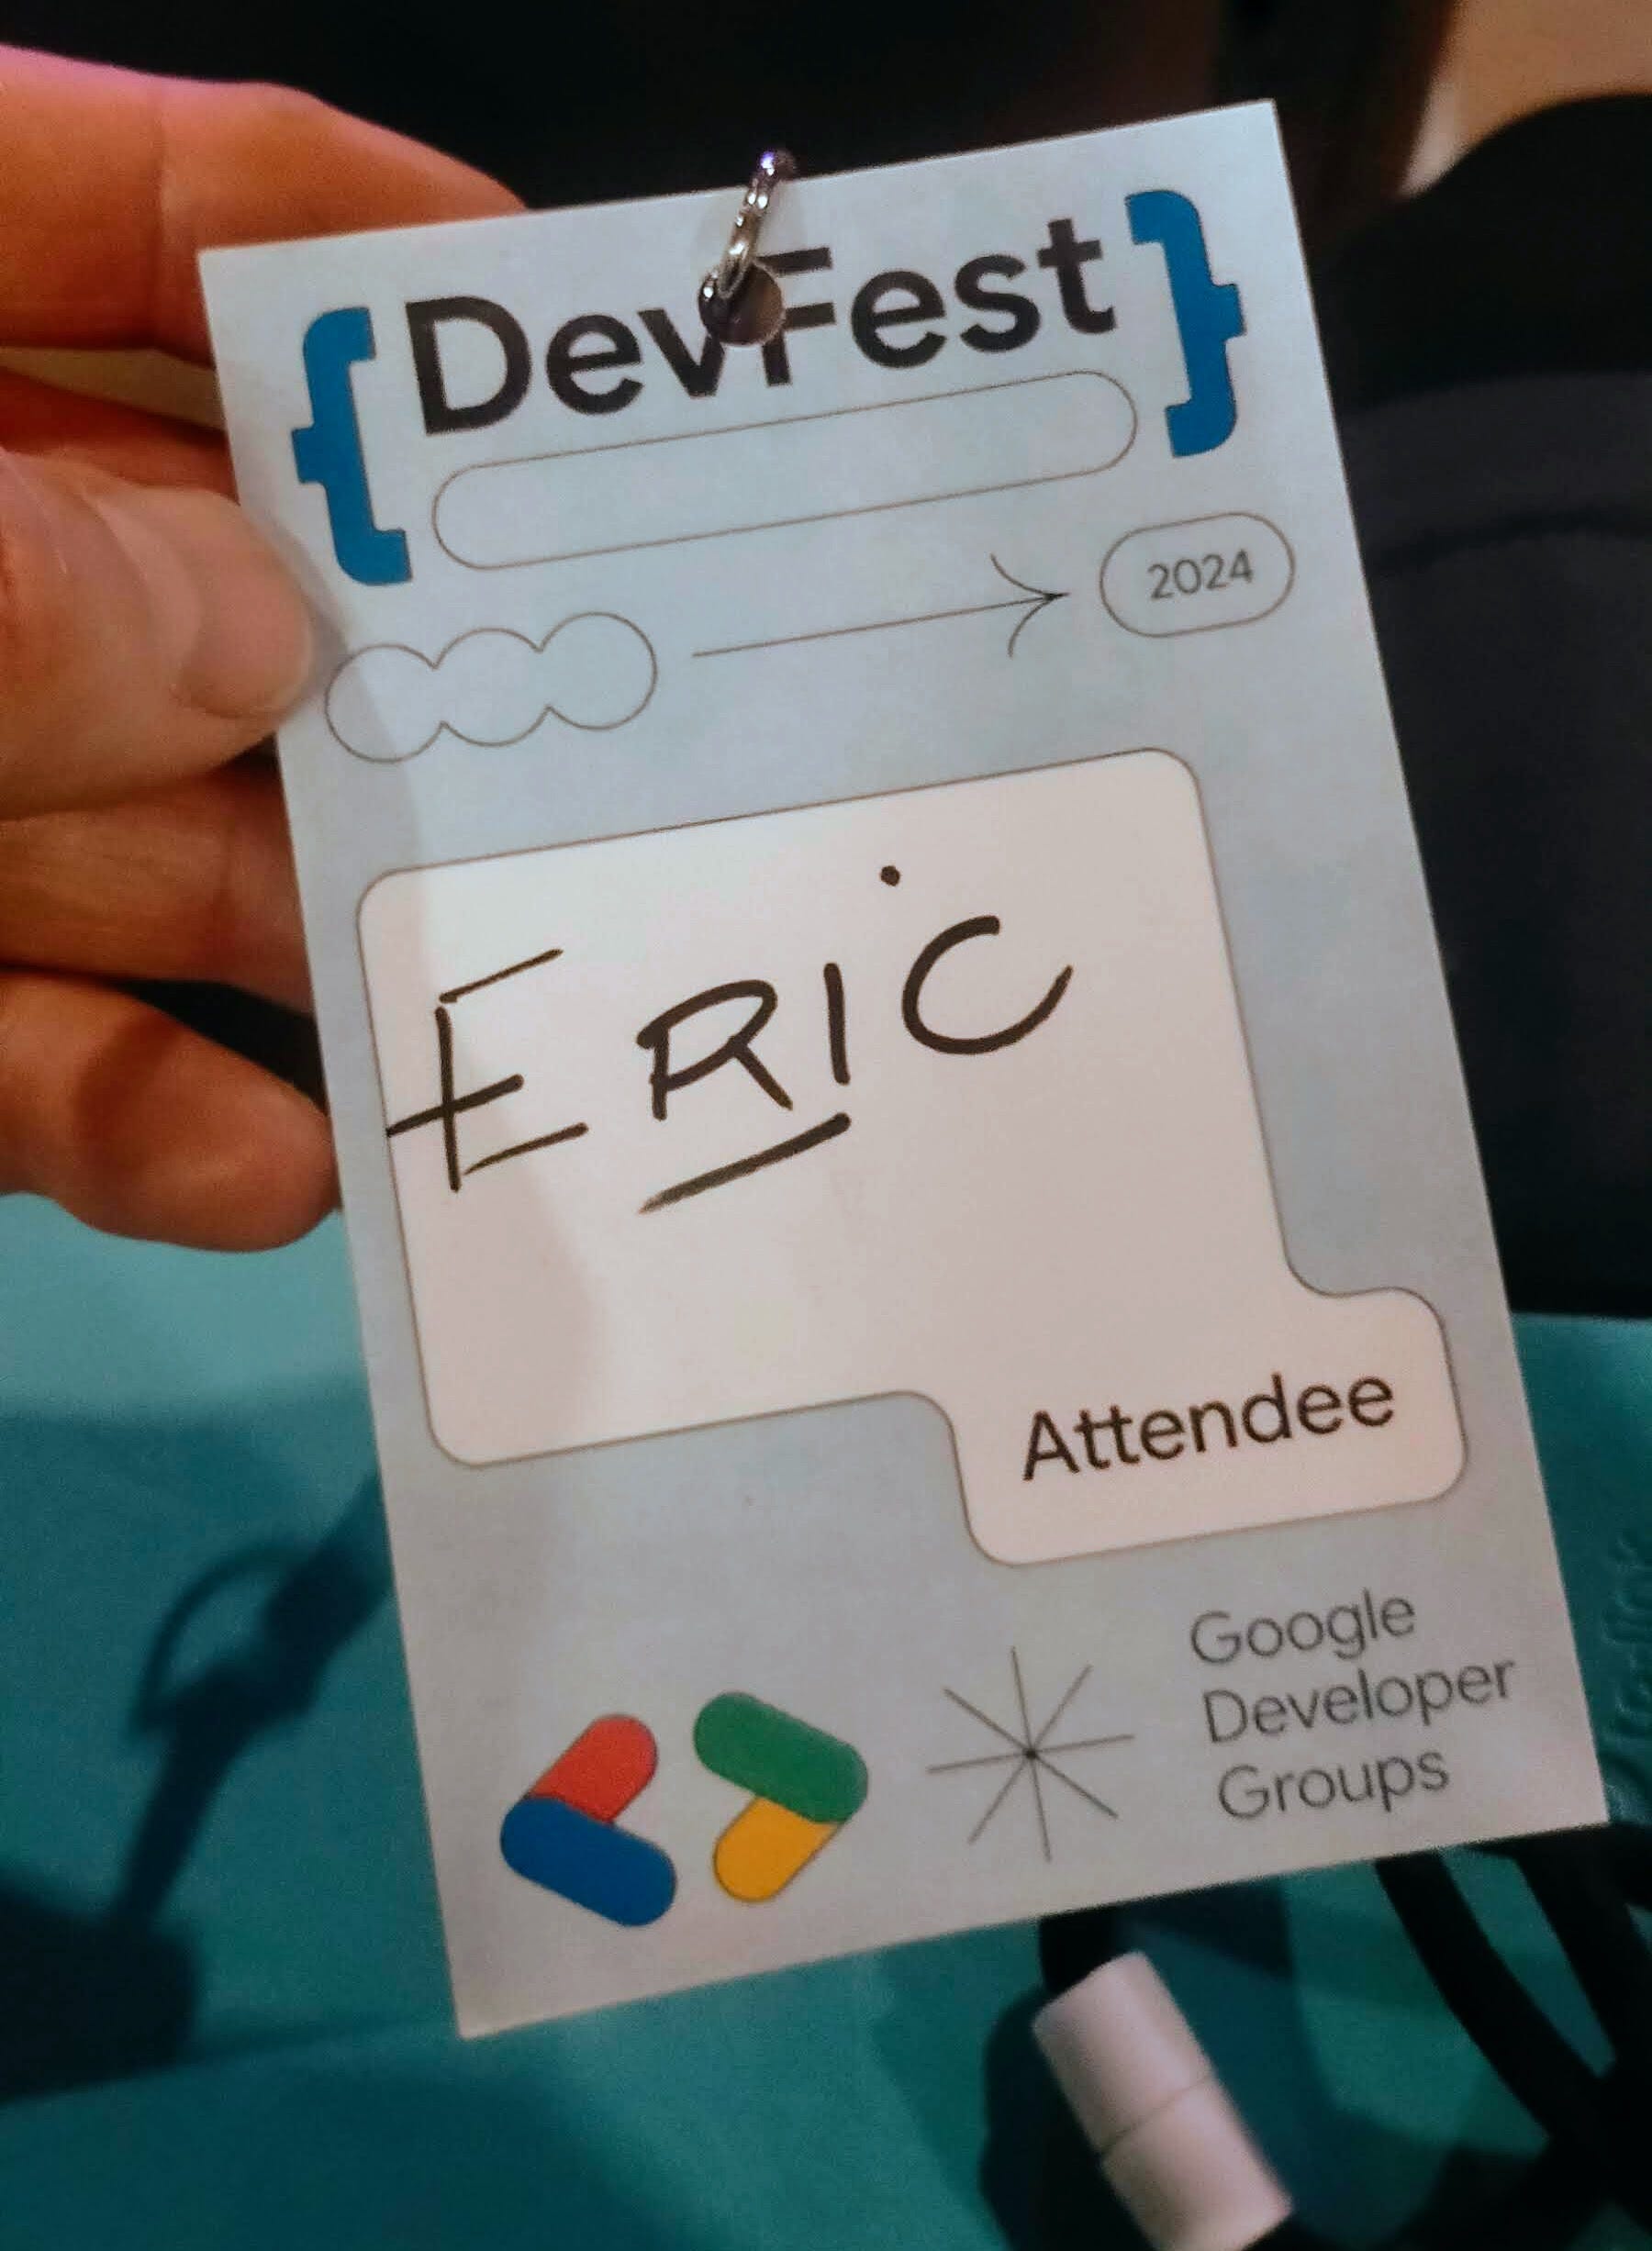 { DevFest }
2024
ERIC
Attendee
Google
Developer
Groups